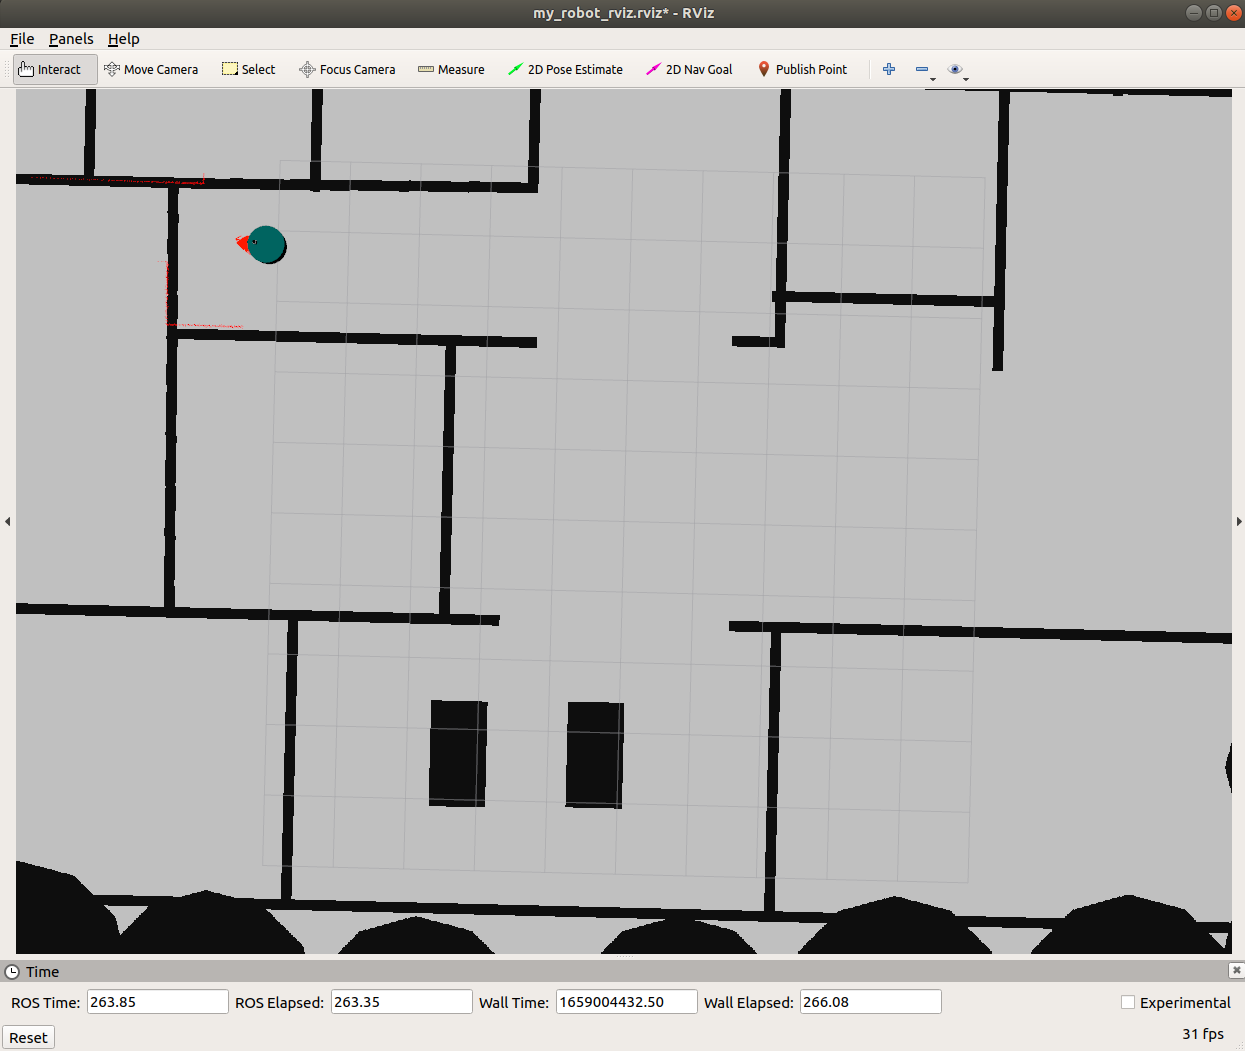 my_robot_rviz.rviz* - RViz
File Panels Help
Interact Move Camera Select Focus Camera Measure 2D Pose Estimate 2D Nav Goal Publish Point
Time
ROS Time: 263.85 ROS Elapsed: 263.35 Wall Time: 1659004432.50 Wall Elapsed: 266.08 Experimental
Reset 31 fps